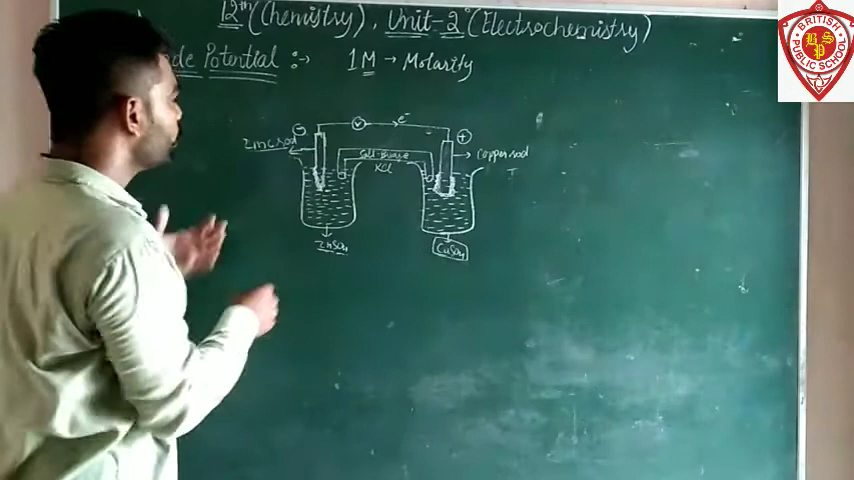 12th (Chemistry), Unit-2 (Electrochemistry)
de Potential :-> 1M → Molarity
e-
Zinc rod
Salt-Bridge
Copper rod
KCl
ZnSO4
CuSO4
BRITISH
PUBLIC SCHOOL
B S P